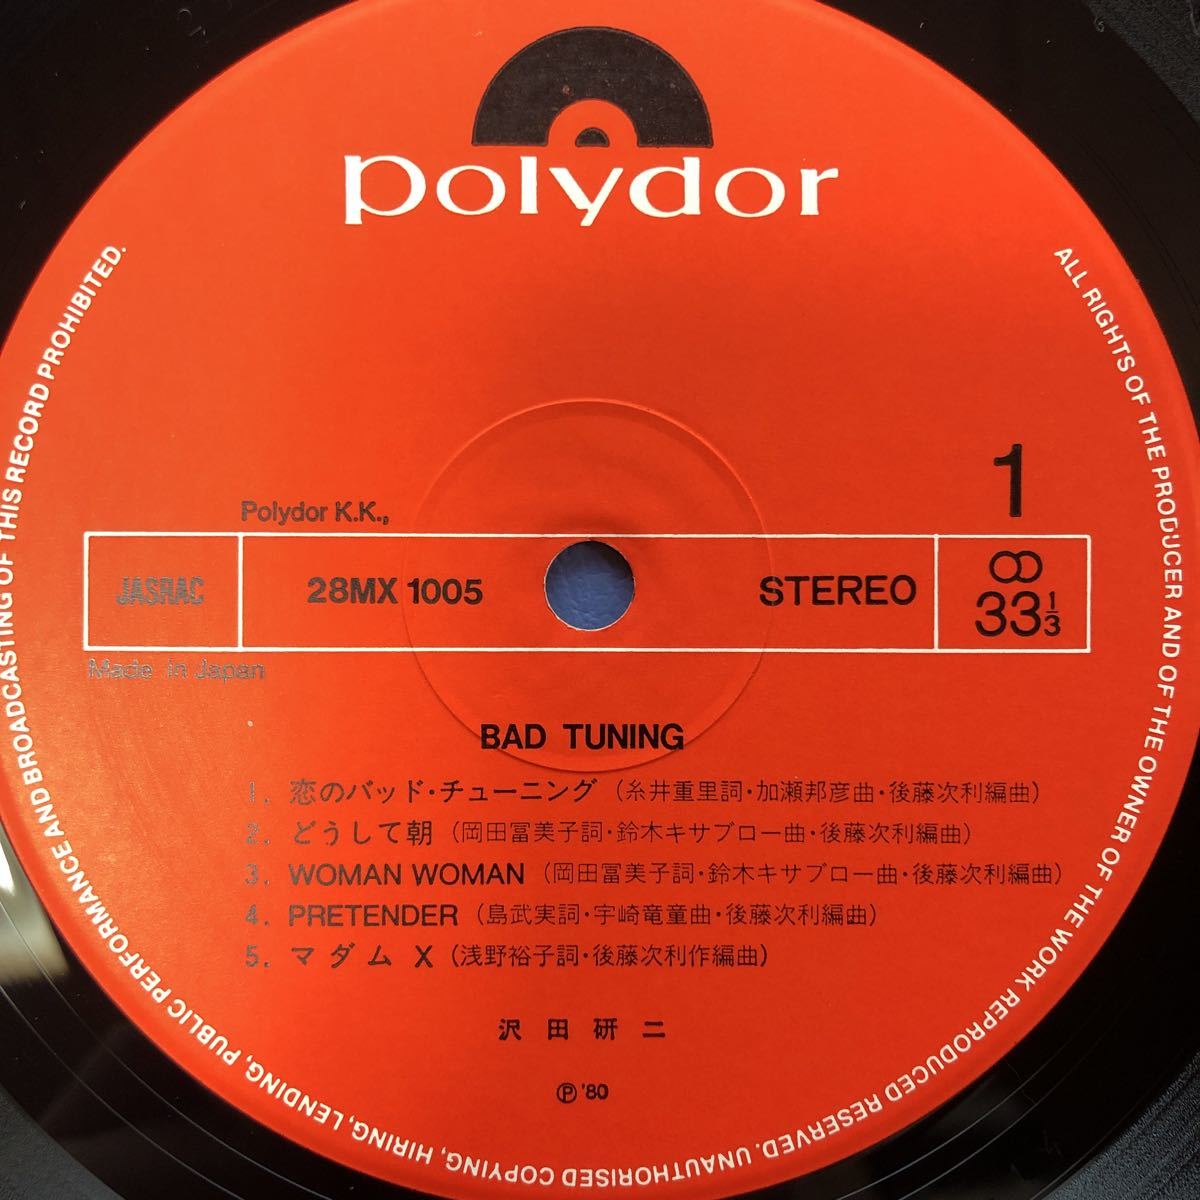 polydor
1
Polydor K.K.,
JASRAC
28MX 1005
STEREO
33 1/3
Made in Japan
BAD TUNING
1. 恋のバッド・チューニング (糸井重里詞・加瀬邦彦曲・後藤次利編曲)
2. どうして朝 (岡田冨美子詞・鈴木キサブロー曲・後藤次利編曲)
3. WOMAN WOMAN (岡田冨美子詞・鈴木キサブロー曲・後藤次利編曲)
4. PRETENDER (島武実詞・宇崎竜童曲・後藤次利編曲)
5. マダム X (浅野裕子詞・後藤次利作編曲)
沢田研二
Ⓟ '80
ALL RIGHTS OF THE PRODUCER AND OF THE OWNER OF THE WORK REPRODUCED RESERVED. UNAUTHORISED COPYING, HIRING, LENDING, PUBLIC PERFORMANCE AND BROADCASTING OF THIS RECORD PROHIBITED.